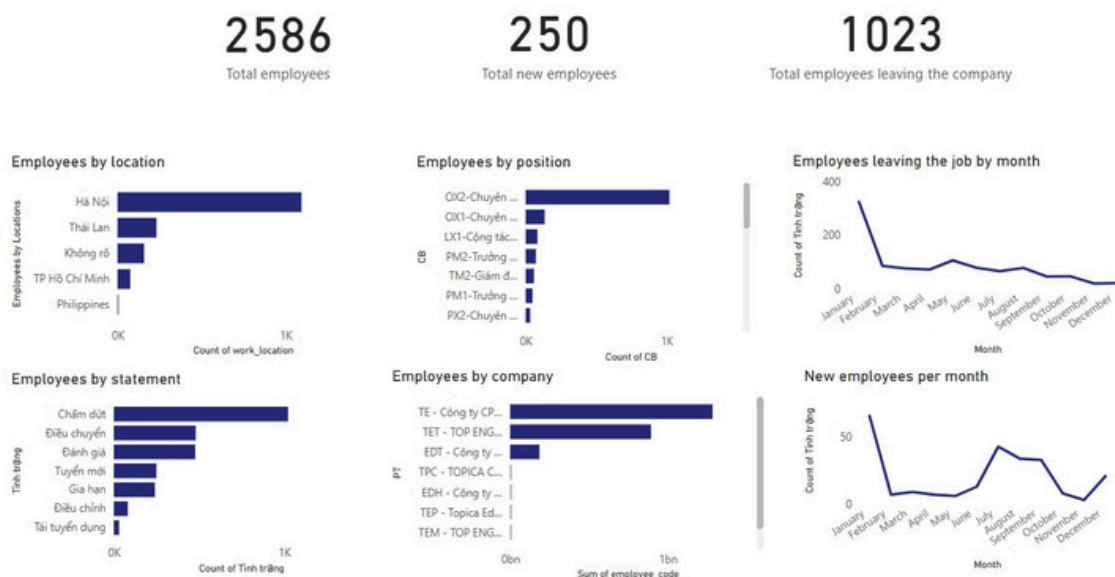 2586
Total employees
250
Total new employees
1023
Total employees leaving the company
Employees by location
Employees by Locations
Hà Nội
Thái Lan
Không rõ
TP Hồ Chí Minh
Philippines
0K
1K
Count of work_location
Employees by position
CB
OX2-Chuyên ...
OX1-Chuyên ...
LX1-Cộng tác...
PM2-Trưởng ...
TM2-Giám đ...
PM1-Trưởng ...
PX2-Chuyên ...
0K
1K
Count of CB
Employees leaving the job by month
Count of Tình trạng
400
200
0
January
February
March
April
May
June
July
August
September
October
November
December
Month
Employees by statement
Tình trạng
Chấm dứt
Điều chuyển
Đánh giá
Tuyển mới
Gia hạn
Điều chỉnh
Tái tuyển dụng
0K
1K
Count of Tình trạng
Employees by company
PT
TE - Công ty CP...
TET - TOP ENG...
EDT - Công ty ...
TPC - TOPICA C...
EDH - Công ty ...
TEP - Topica Ed...
TEM - TOP ENG...
0bn
1bn
Sum of employee_code
New employees per month
Count of Tình trạng
50
0
January
February
March
April
May
June
July
August
September
October
November
December
Month